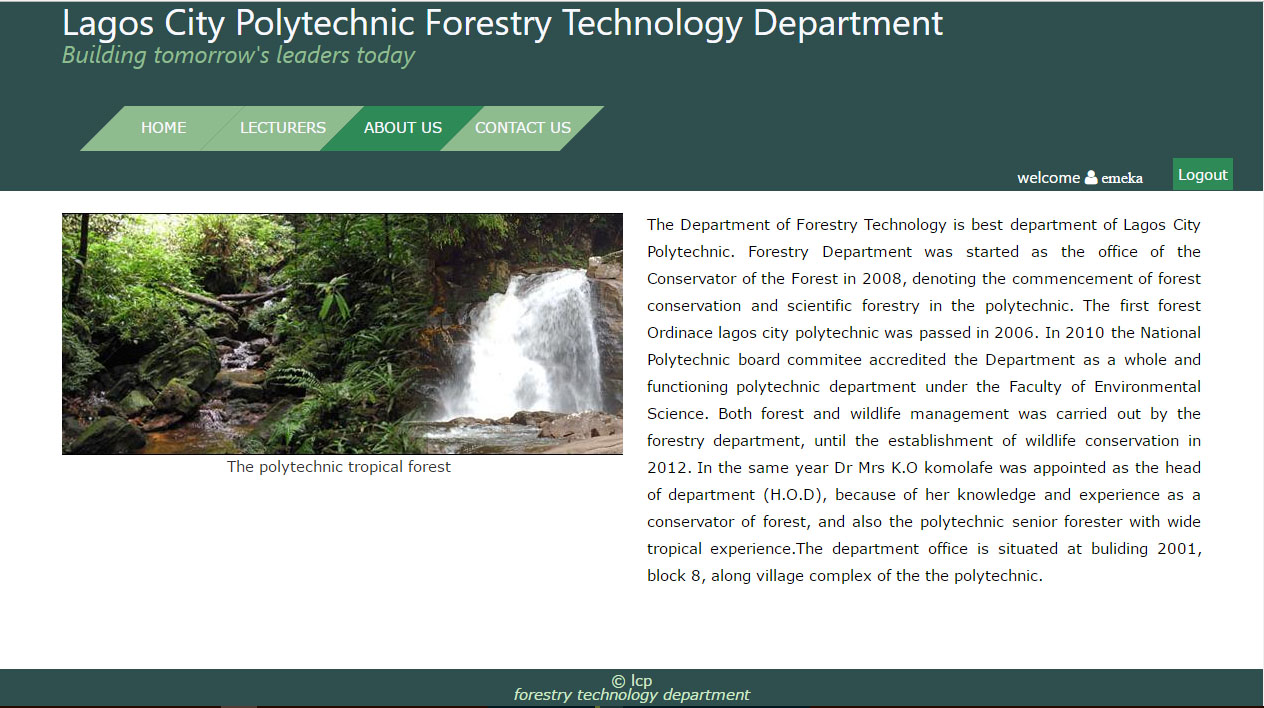 Lagos City Polytechnic Forestry Technology Department
Building tomorrow's leaders today
HOME
LECTURERS
ABOUT US
CONTACT US
welcome emeka
Logout
The polytechnic tropical forest
The Department of Forestry Technology is best department of Lagos City
Polytechnic. Forestry Department was started as the office of the
Conservator of the Forest in 2008, denoting the commencement of forest
conservation and scientific forestry in the polytechnic. The first forest
Ordinace lagos city polytechnic was passed in 2006. In 2010 the National
Polytechnic board commitee accredited the Department as a whole and
functioning polytechnic department under the Faculty of Environmental
Science. Both forest and wildlife management was carried out by the
forestry department, until the establishment of wildlife conservation in
2012. In the same year Dr Mrs K.O komolafe was appointed as the head
of department (H.O.D), because of her knowledge and experience as a
conservator of forest, and also the polytechnic senior forester with wide
tropical experience.The department office is situated at buliding 2001,
block 8, along village complex of the the polytechnic.
© lcp
forestry technology department